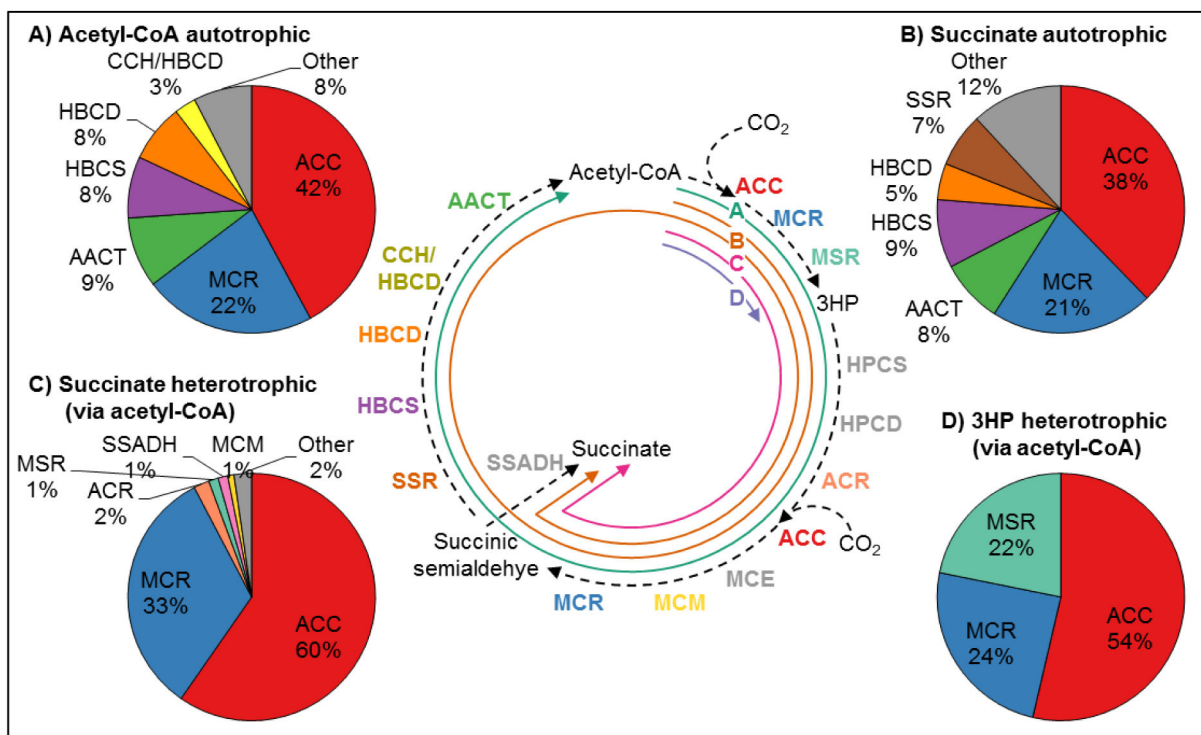 A) Acetyl-CoA autotrophic
CCH/HBCD
3%
Other
8%
HBCD
8%
HBCS
8%
AACT
9%
MCR
22%
ACC
42%
B) Succinate autotrophic
Other
12%
SSR
7%
HBCD
5%
HBCS
9%
AACT
8%
MCR
21%
ACC
38%
CO2
Acetyl-CoA
ACC
MCR
MSR
3HP
HPCS
HPCD
ACR
ACC
CO2
MCE
MCM
MCR
Succinic
semialdehye
SSADH
Succinate
SSR
HBCS
HBCD
CCH/
HBCD
AACT
A
B
C
D
C) Succinate heterotrophic
(via acetyl-CoA)
SSADH
1%
MCM
1%
Other
2%
MSR
1%
ACR
2%
MCR
33%
ACC
60%
D) 3HP heterotrophic
(via acetyl-CoA)
MSR
22%
MCR
24%
ACC
54%